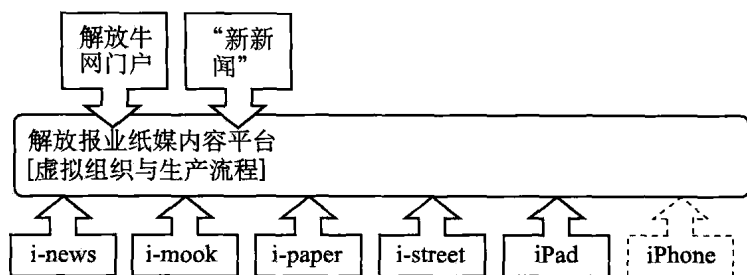 解放牛
网门户
“新新
闻”
解放报业纸媒内容平台
[虚拟组织与生产流程]
i-news
i-mook
i-paper
i-street
iPad
iPhone